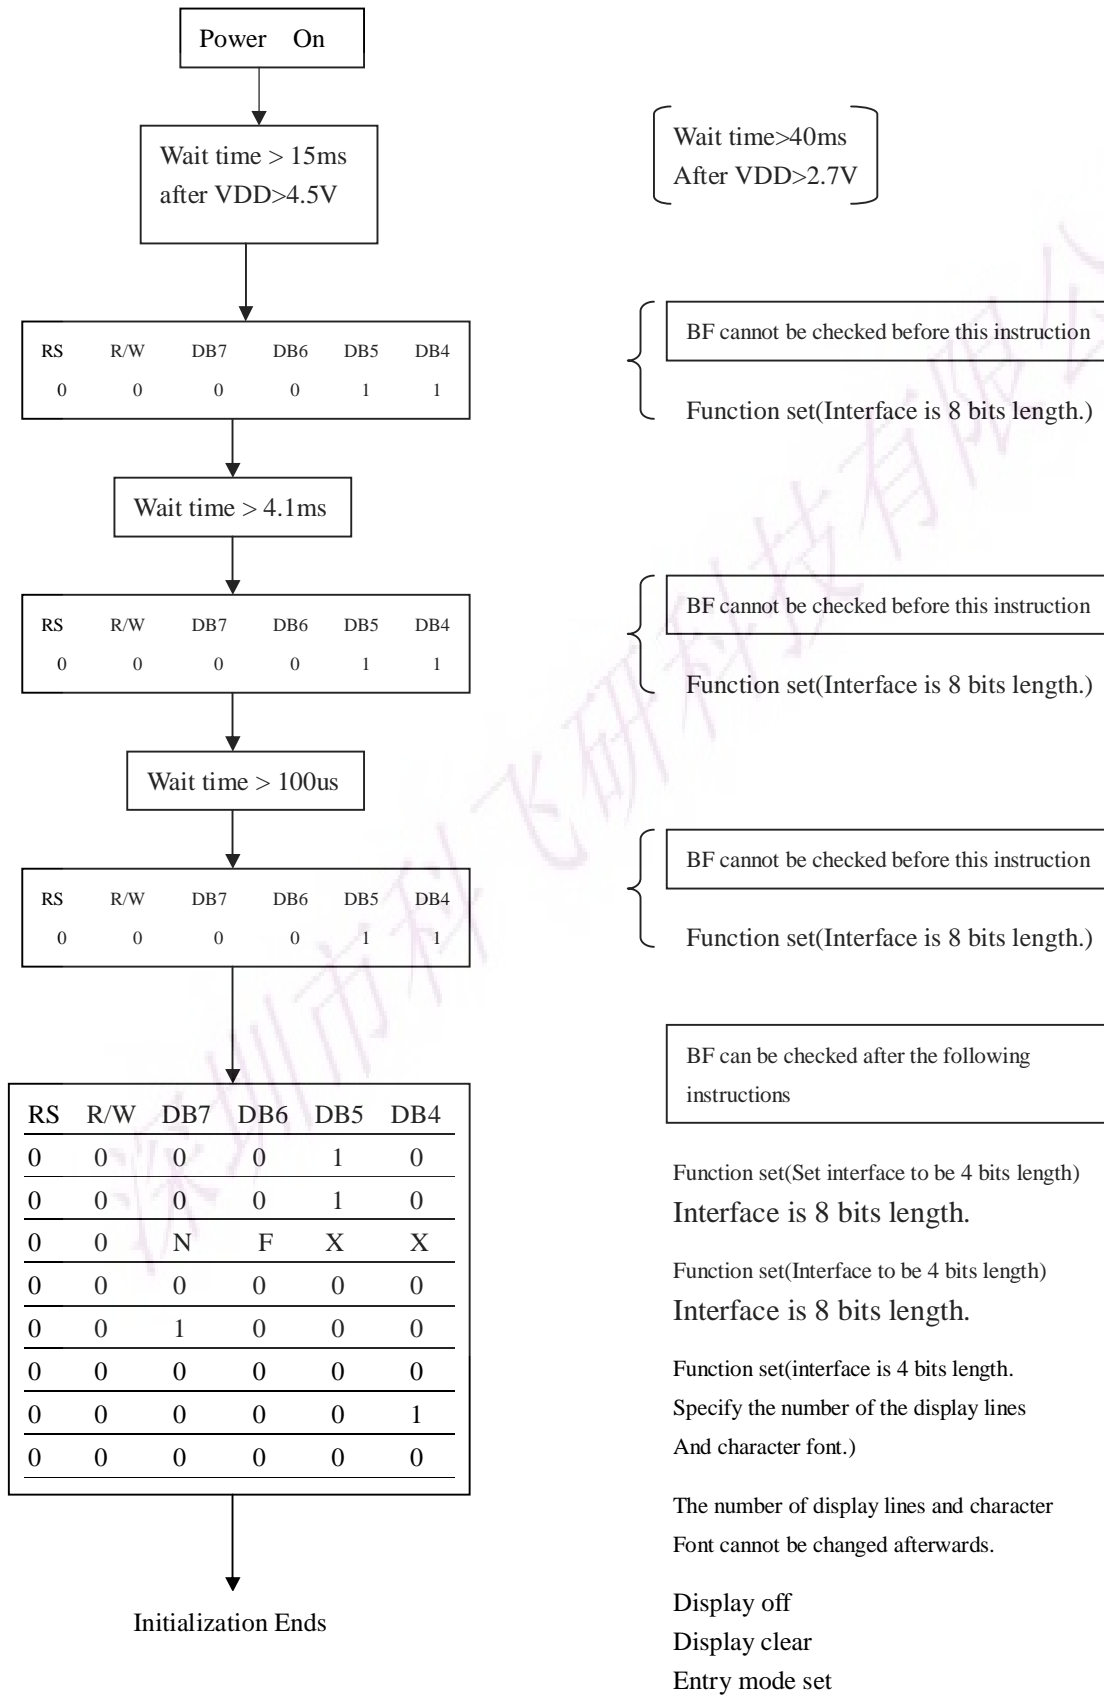 Power On
Wait time > 15ms
after VDD>4.5V
Wait time>40ms
After VDD>2.7V
RS R/W DB7 DB6 DB5 DB4
0 0 0 0 1 1
BF cannot be checked before this instruction
Function set(Interface is 8 bits length.)
Wait time > 4.1ms
RS R/W DB7 DB6 DB5 DB4
0 0 0 0 1 1
BF cannot be checked before this instruction
Function set(Interface is 8 bits length.)
Wait time > 100us
RS R/W DB7 DB6 DB5 DB4
0 0 0 0 1 1
BF cannot be checked before this instruction
Function set(Interface is 8 bits length.)
RS R/W DB7 DB6 DB5 DB4
0 0 0 0 1 0
0 0 0 0 1 0
0 0 N F X X
0 0 0 0 0 0
0 0 1 0 0 0
0 0 0 0 0 0
0 0 0 0 0 1
0 0 0 0 0 0
Initialization Ends
BF can be checked after the following
instructions
Function set(Set interface to be 4 bits length)
Interface is 8 bits length.
Function set(Interface to be 4 bits length)
Interface is 8 bits length.
Function set(interface is 4 bits length.
Specify the number of the display lines
And character font.)
The number of display lines and character
Font cannot be changed afterwards.
Display off
Display clear
Entry mode set
深圳市科飞研科技有限公